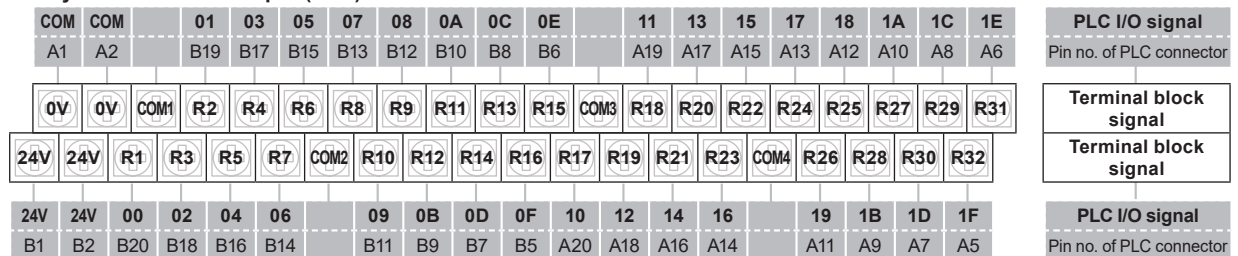 COM COM 01 03 05 07 08 0A 0C 0E 11 13 15 17 18 1A 1C 1E PLC I/O signal
A1 A2 B19 B17 B15 B13 B12 B10 B8 B6 A19 A17 A15 A13 A12 A10 A8 A6 Pin no. of PLC connector
0V 0V COM1 R2 R4 R6 R8 R9 R11 R13 R15 COM3 R18 R20 R22 R24 R25 R27 R29 R31 Terminal block
signal
24V 24V R1 R3 R5 R7 COM2 R10 R12 R14 R16 R17 R19 R21 R23 COM4 R26 R28 R30 R32 Terminal block
signal
24V 24V 00 02 04 06 09 0B 0D 0F 10 12 14 16 19 1B 1D 1F PLC I/O signal
B1 B2 B20 B18 B16 B14 B11 B9 B7 B5 A20 A18 A16 A14 A11 A9 A7 A5 Pin no. of PLC connector